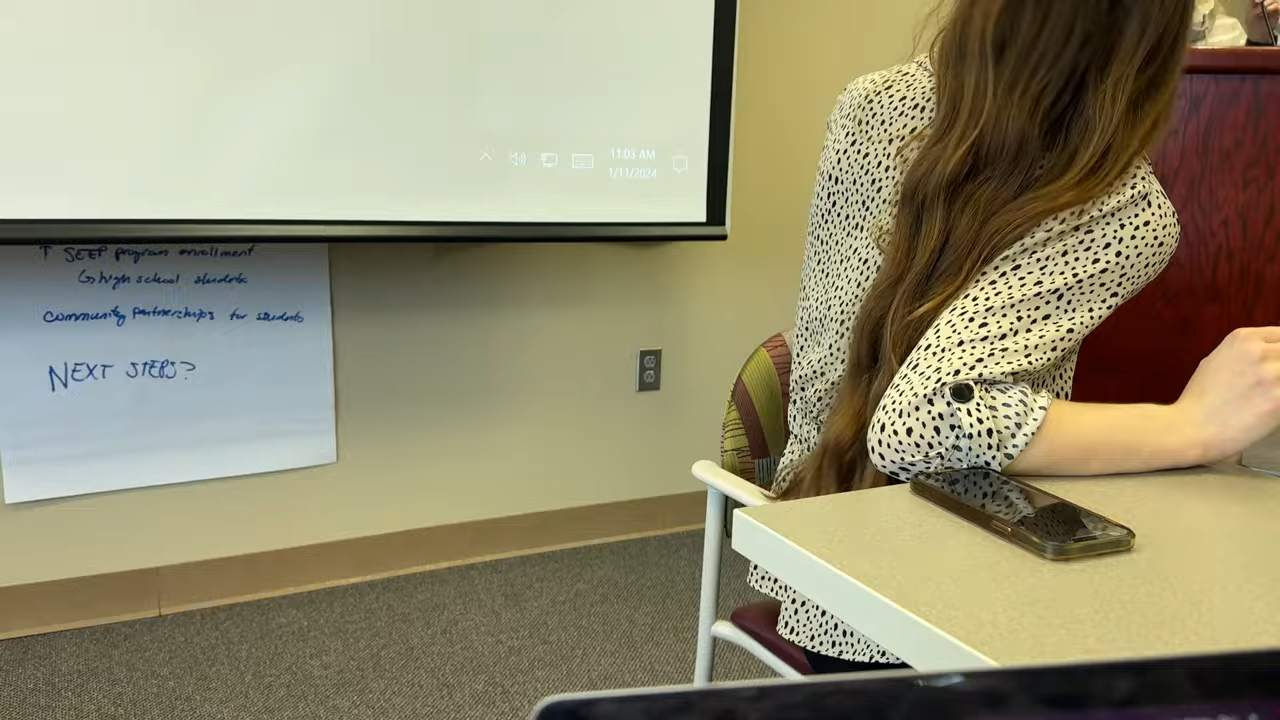 11:03 AM
1/11/2024
↑ SEEP program enrollment
↳ high school students
Community partnerships for students
NEXT STEPS?